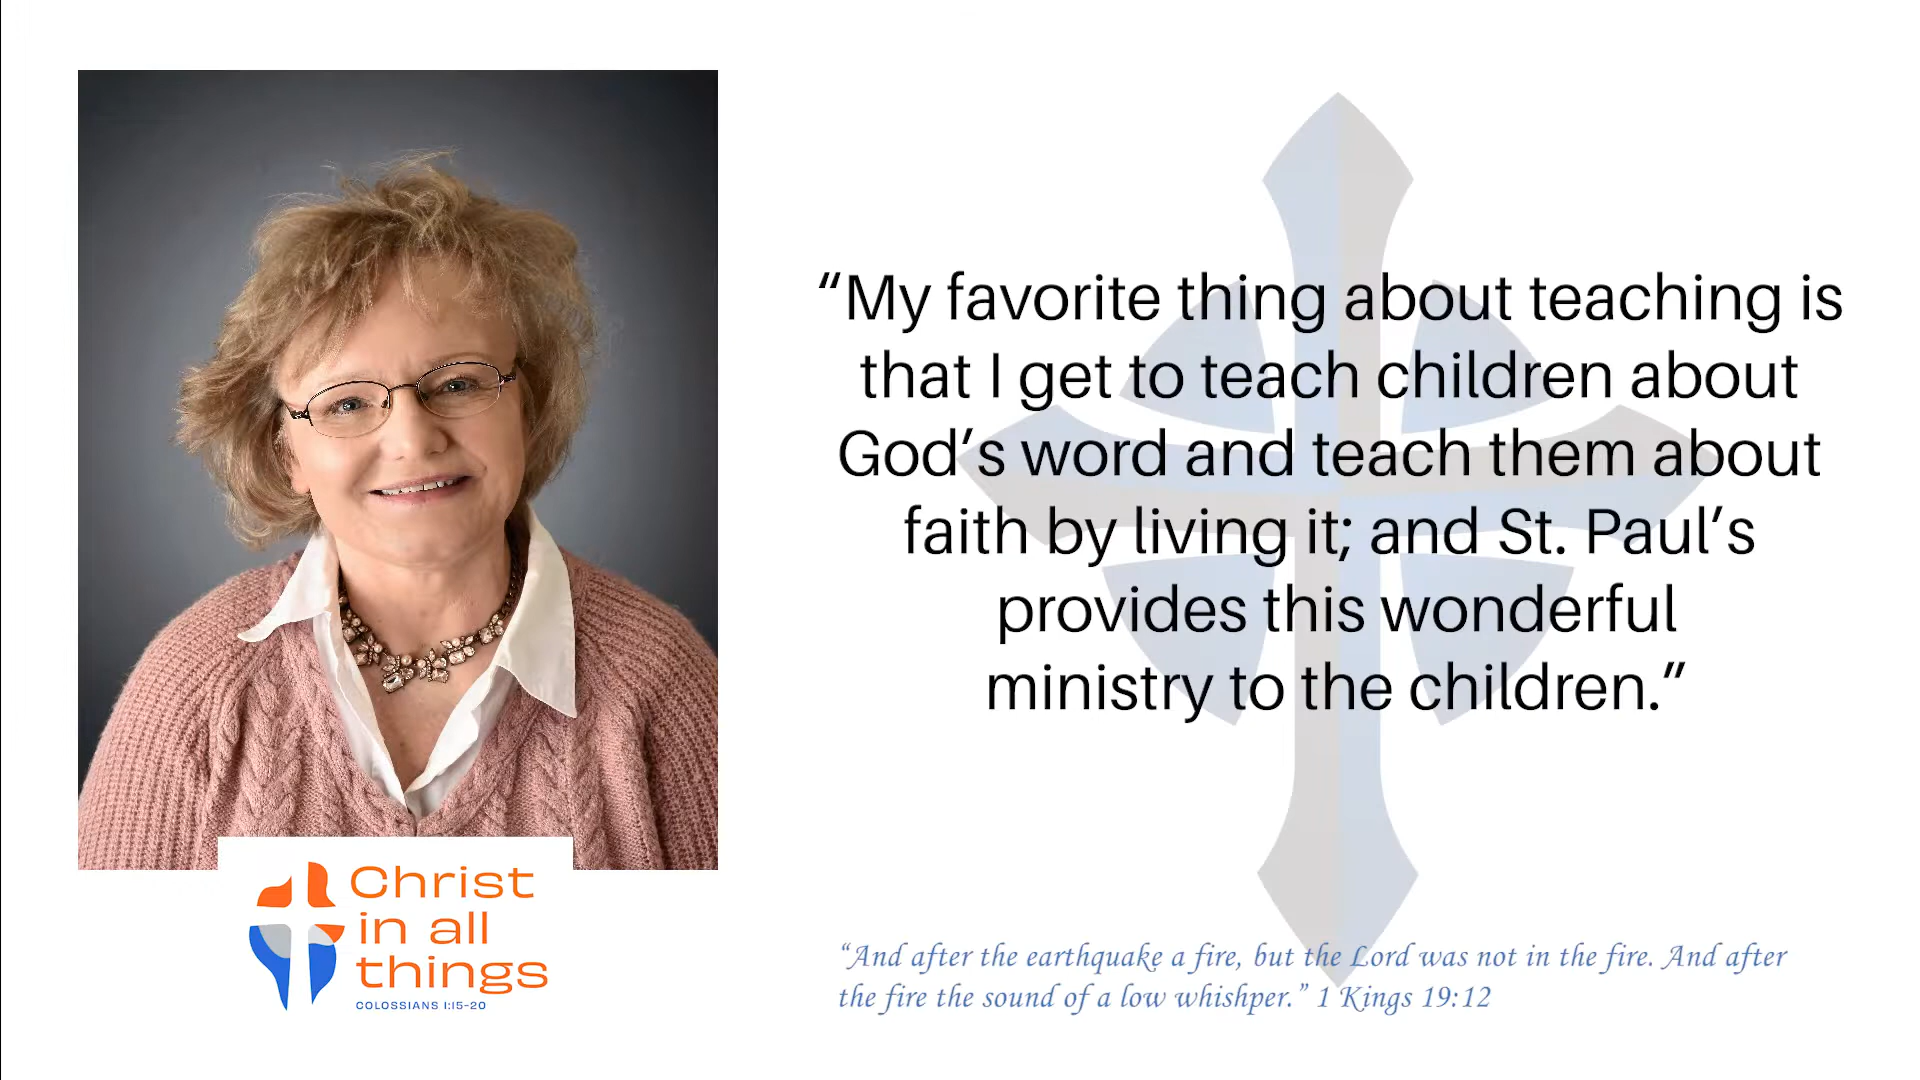 “My favorite thing about teaching is
that I get to teach children about
God’s word and teach them about
faith by living it; and St. Paul’s
provides this wonderful
ministry to the children.”
Christ
in all
things
COLOSSIANS 1:15-20
“And after the earthquake a fire, but the Lord was not in the fire. And after
the fire the sound of a low whishper.” 1 Kings 19:12